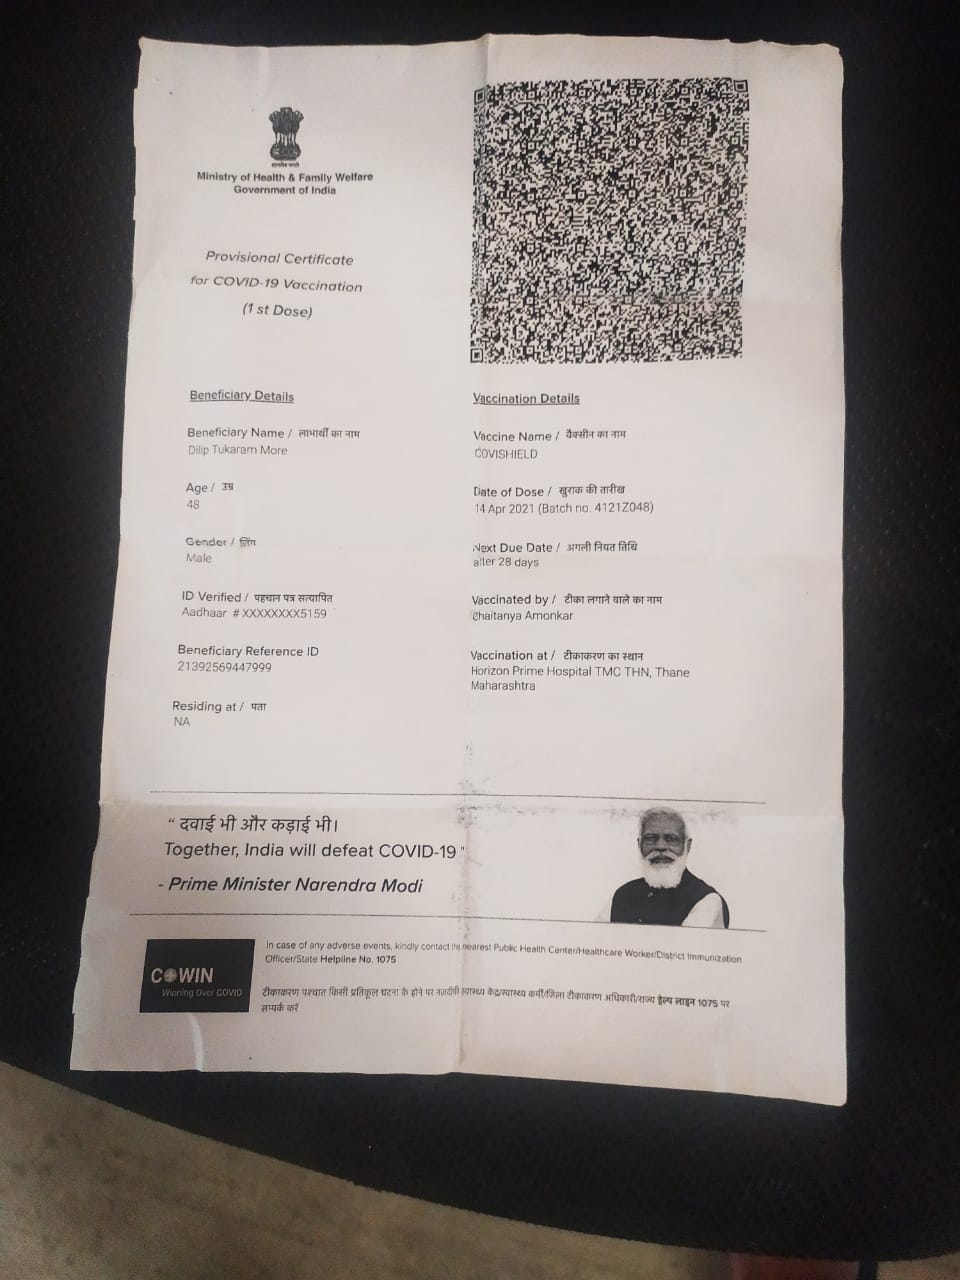 सत्यमेव जयते
Ministry of Health & Family Welfare
Government of India
Provisional Certificate
for COVID-19 Vaccination
(1 st Dose)
Beneficiary Details
Beneficiary Name / लाभार्थी का नाम
Dilip Tukaram More
Age / उम्र
48
Gender / लिंग
Male
ID Verified / पहचान पत्र सत्यापित
Aadhaar # XXXXXXXX5159
Beneficiary Reference ID
21392569447999
Residing at / पता
NA
Vaccination Details
Vaccine Name / वैक्सीन का नाम
COVISHIELD
Date of Dose / खुराक की तारीख
14 Apr 2021 (Batch no. 4121Z048)
Next Due Date / अगली नियत तिथि
after 28 days
Vaccinated by / टीका लगाने वाले का नाम
Chaitanya Amonkar
Vaccination at / टीकाकरण का स्थान
Horizon Prime Hospital TMC THN, Thane
Maharashtra
“ दवाई भी और कड़ाई भी।
Together, India will defeat COVID-19 "
- Prime Minister Narendra Modi
COWIN
Winning Over COVID
In case of any adverse events, kindly contact the nearest Public Health Center/Healthcare Worker/District Immunization
Officer/State Helpline No. 1075
टीकाकरण पश्चात किसी प्रतिकूल घटना के होने पर नज़दीकी स्वास्थ्य केंद्र/स्वास्थ्य कर्मी/जिला टीकाकरण अधिकारी/राज्य हेल्प लाइन 1075 पर
सम्पर्क करें